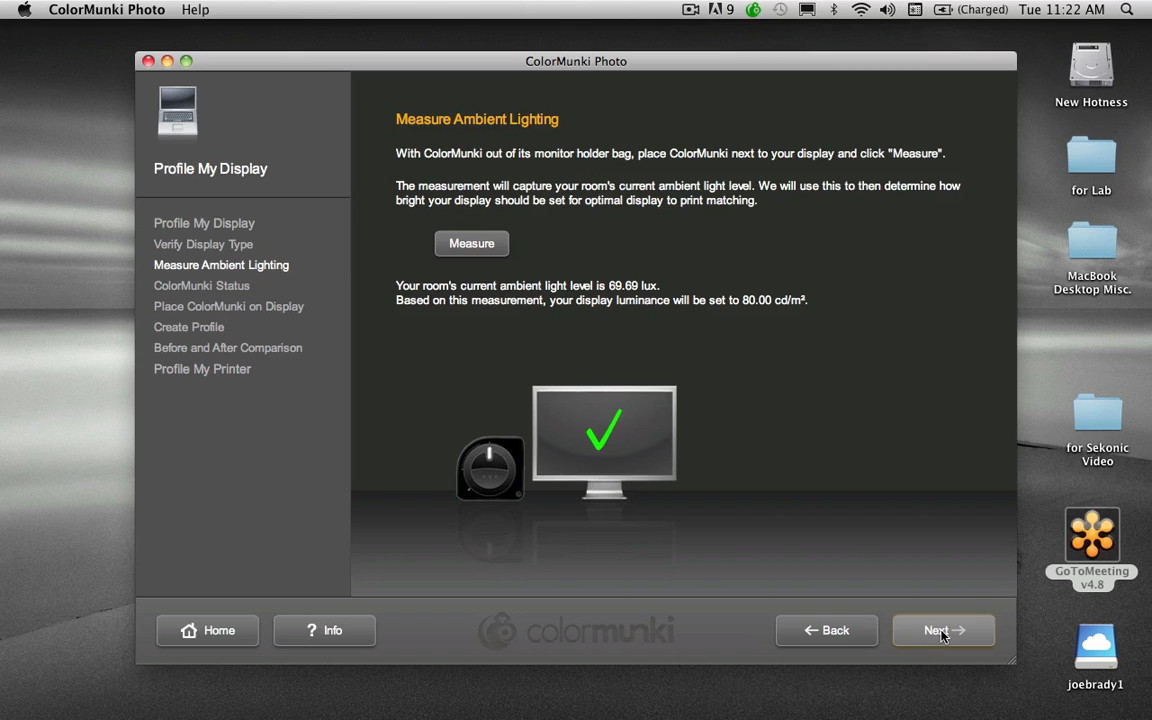 ColorMunki Photo Help 9 (Charged) Tue 11:22 AM
ColorMunki Photo
Profile My Display
Profile My Display
Verify Display Type
Measure Ambient Lighting
ColorMunki Status
Place ColorMunki on Display
Create Profile
Before and After Comparison
Profile My Printer
Measure Ambient Lighting
With ColorMunki out of its monitor holder bag, place ColorMunki next to your display and click "Measure".
The measurement will capture your room's current ambient light level. We will use this to then determine how
bright your display should be set for optimal display to print matching.
Measure
Your room's current ambient light level is 69.69 lux.
Based on this measurement, your display luminance will be set to 80.00 cd/m².
Home
? Info
colormunki
Back
Next
New Hotness
for Lab
MacBook
Desktop Misc.
for Sekonic
Video
GoToMeeting
v4.8
joebrady1